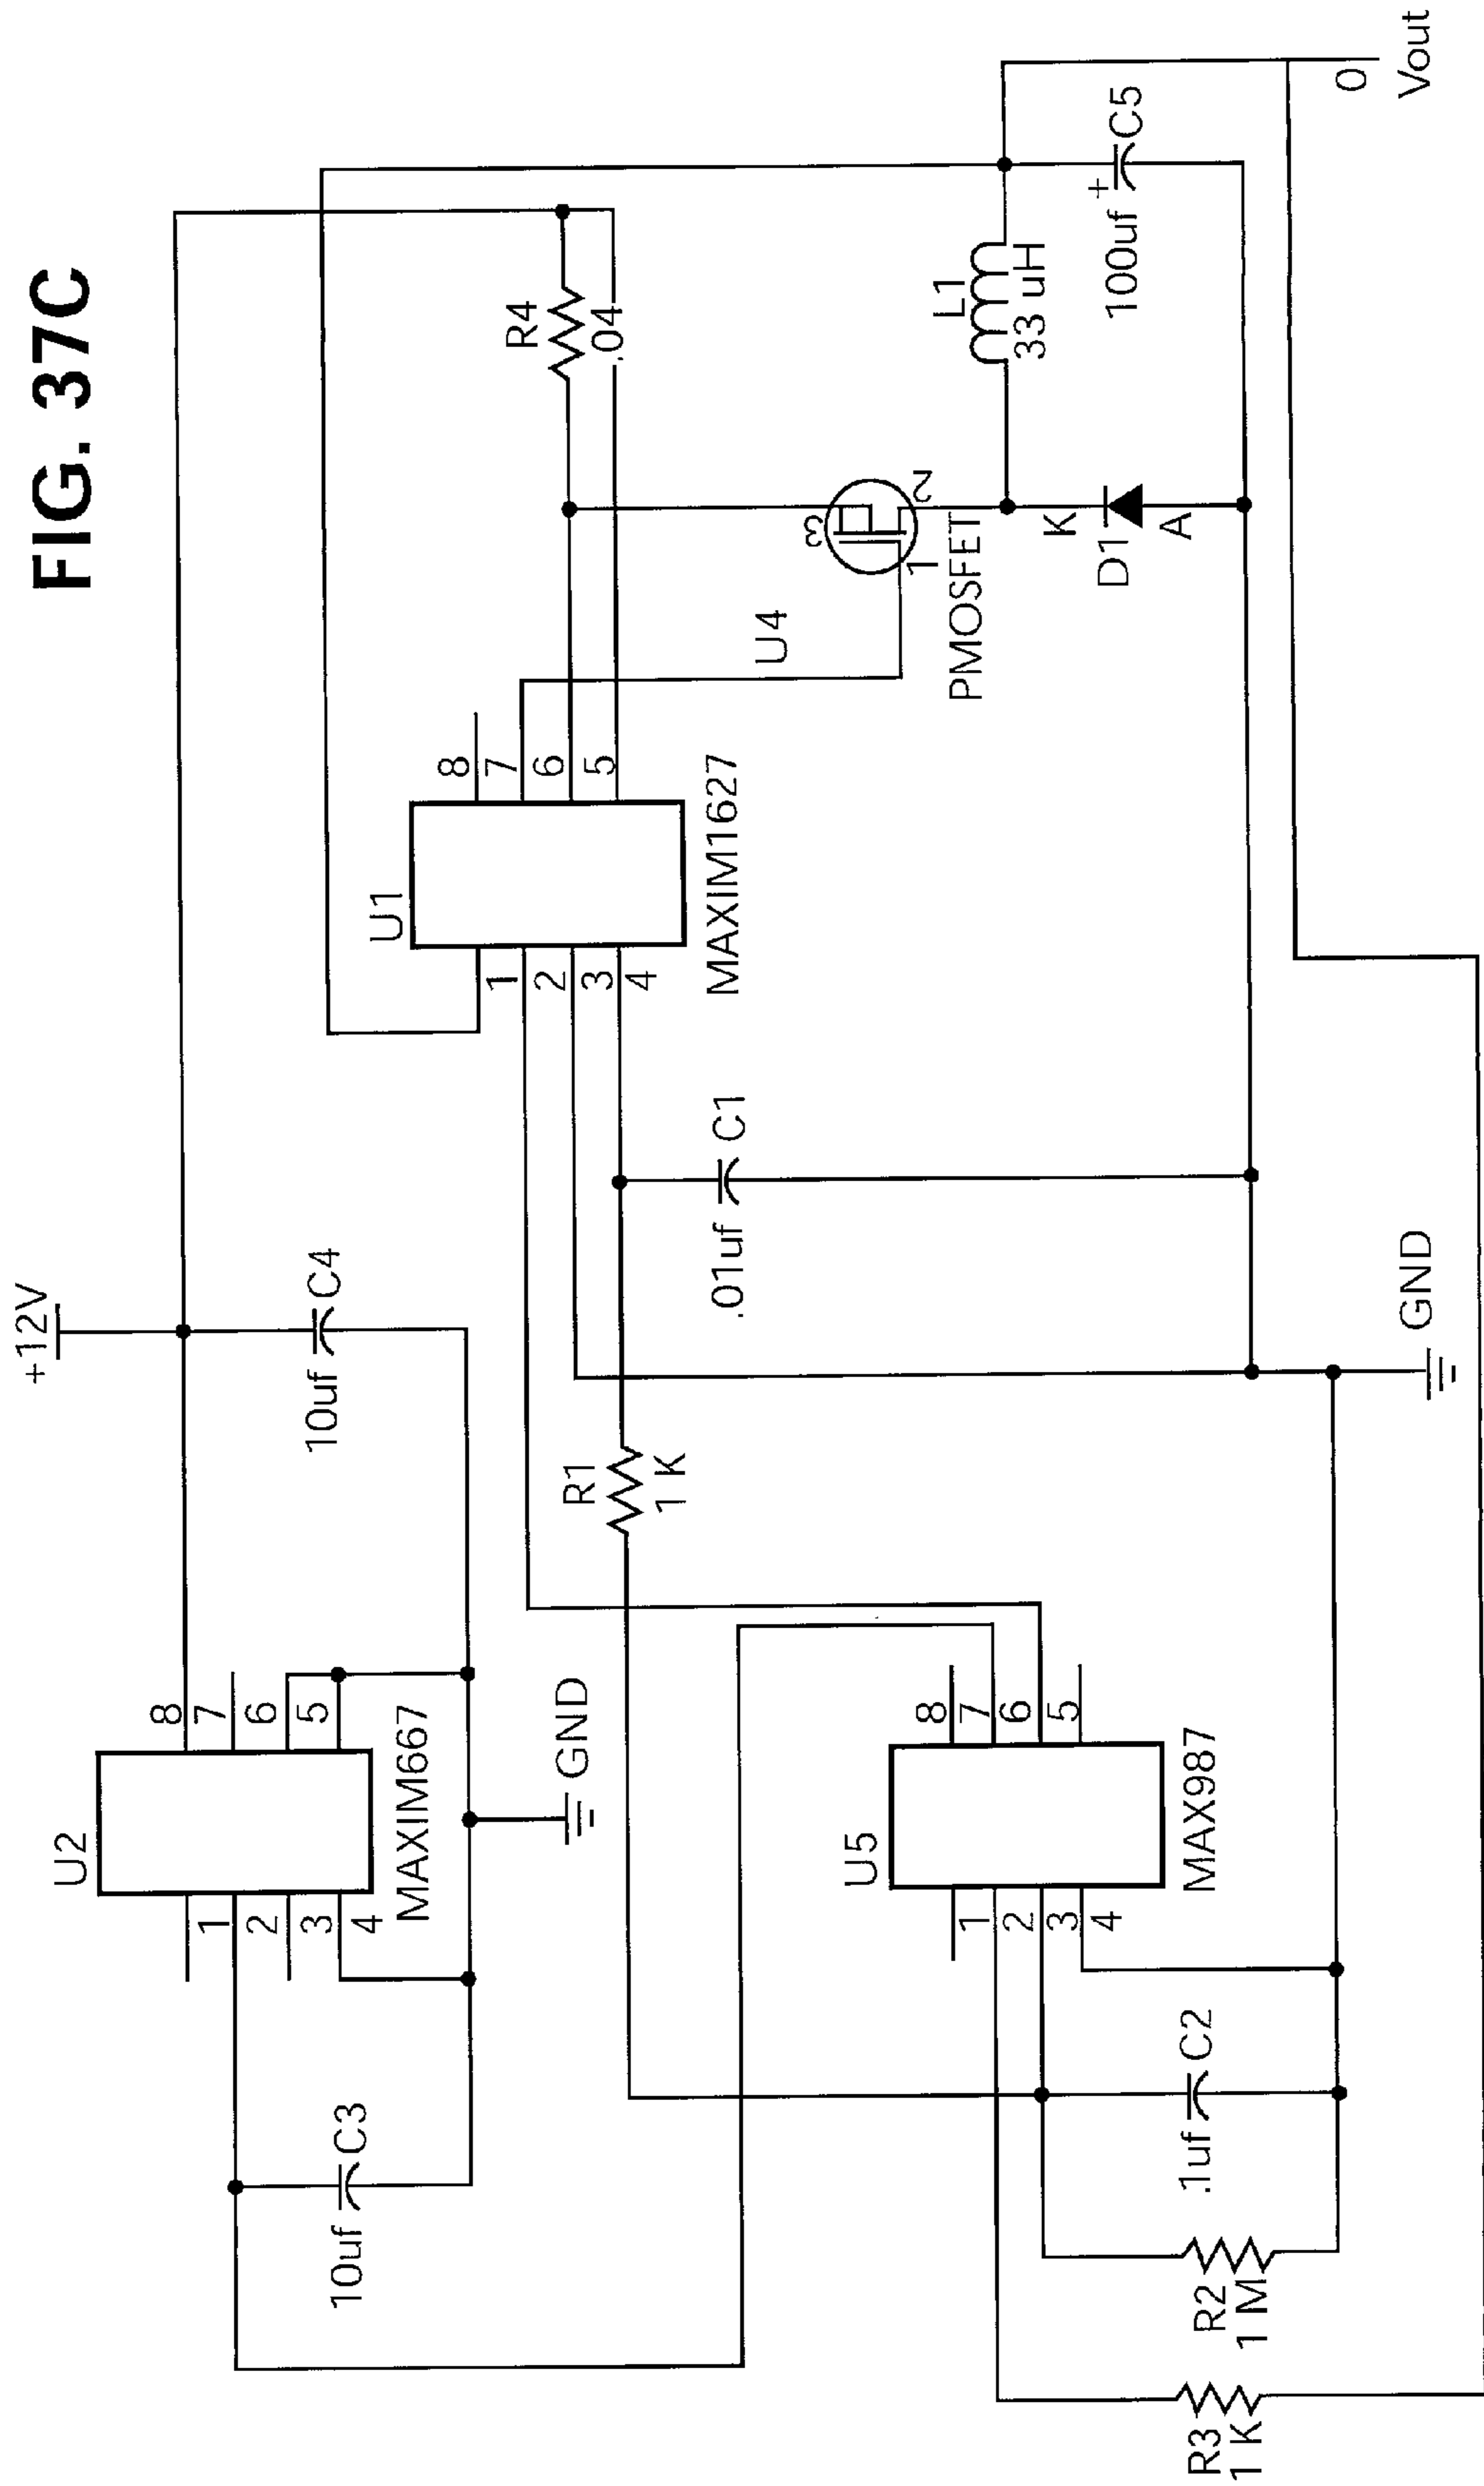 FIG. 37C
+12V
U2
8
7
6
5
1
2
3
4
MAXIM667
10uf C3
10uf C4
GND
U1
8
7
6
5
1
2
3
4
MAXIM1627
R4
.04
R1
1 K
.01uf C1
U4
3
2
1
PMOSFET
L1
33 uH
K
D1
A
+
100uf C5
U5
8
7
6
5
1
2
3
4
MAX987
.1uf C2
R2
1 M
R3
1 K
GND
0
Vout